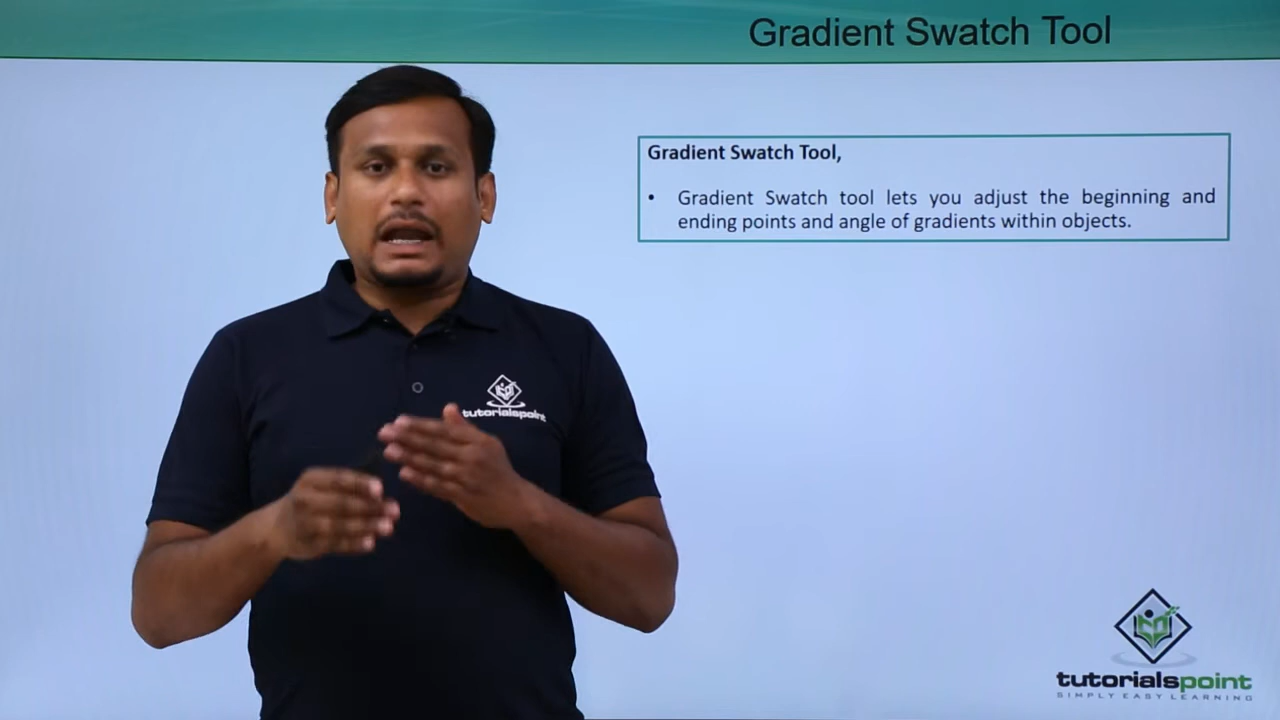 Gradient Swatch Tool
Gradient Swatch Tool,
• Gradient Swatch tool lets you adjust the beginning and
ending points and angle of gradients within objects.
tutorialspoint
tutorialspoint
SIMPLY EASY LEARNING